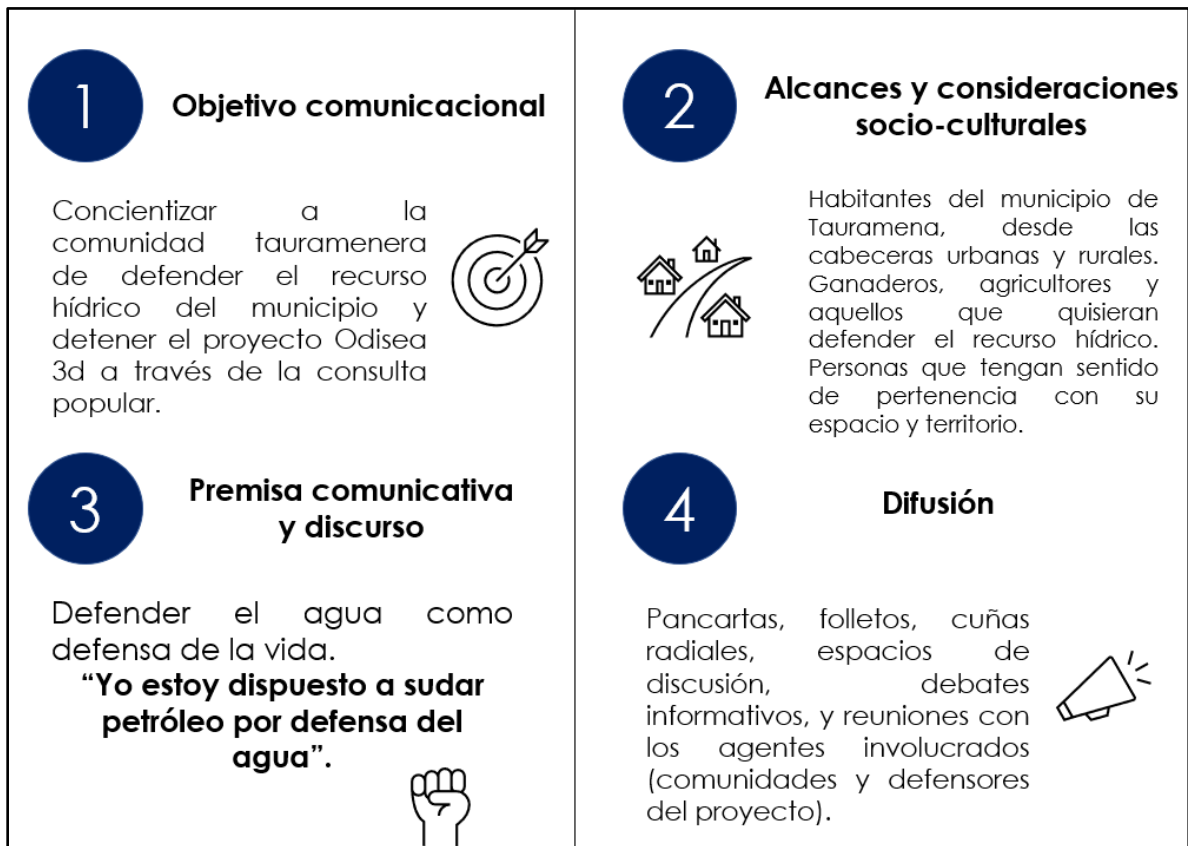 1
Objetivo comunicacional
Concientizar a la
comunidad tauramenera
de defender el recurso
hídrico del municipio y
detener el proyecto Odisea
3d a través de la consulta
popular.
2
Alcances y consideraciones
socio-culturales
Habitantes del municipio de
Tauramena, desde las
cabeceras urbanas y rurales.
Ganaderos, agricultores y
aquellos que quisieran
defender el recurso hídrico.
Personas que tengan sentido
de pertenencia con su
espacio y territorio.
3
Premisa comunicativa
y discurso
Defender el agua como
defensa de la vida.
“Yo estoy dispuesto a sudar
petróleo por defensa del
agua”.
4
Difusión
Pancartas, folletos, cuñas
radiales, espacios de
discusión, debates
informativos, y reuniones con
los agentes involucrados
(comunidades y defensores
del proyecto).